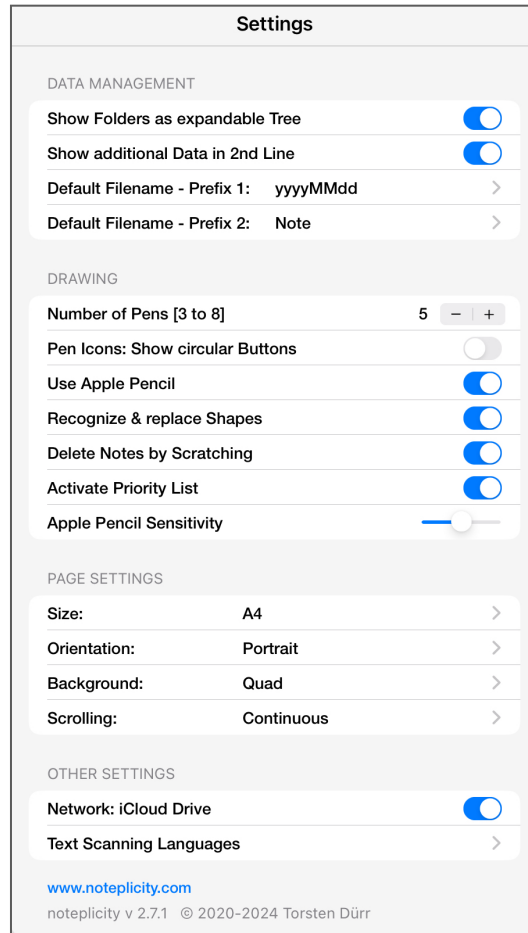 Settings
DATA MANAGEMENT
Show Folders as expandable Tree
Show additional Data in 2nd Line
Default Filename - Prefix 1: yyyyMMdd
Default Filename - Prefix 2: Note
DRAWING
Number of Pens [3 to 8] 5 − +
Pen Icons: Show circular Buttons
Use Apple Pencil
Recognize & replace Shapes
Delete Notes by Scratching
Activate Priority List
Apple Pencil Sensitivity
PAGE SETTINGS
Size: A4
Orientation: Portrait
Background: Quad
Scrolling: Continuous
OTHER SETTINGS
Network: iCloud Drive
Text Scanning Languages
www.noteplicity.com
noteplicity v 2.7.1 © 2020-2024 Torsten Dürr